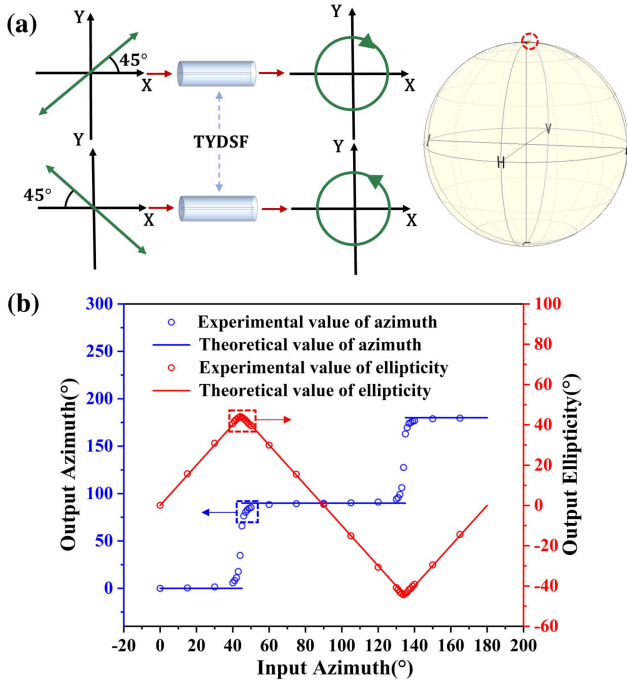 (a)
Y
45°
X
Y
X
TYDSF
Y
45°
X
Y
X
V
H
(b)
Experimental value of azimuth
Theoretical value of azimuth
Experimental value of ellipticity
Theoretical value of ellipticity
Output Azimuth(°)
300
250
200
150
100
50
0
Output Ellipticity(°)
100
80
60
40
20
0
-20
-40
-60
-20 0 20 40 60 80 100 120 140 160 180 200
Input Azimuth(°)